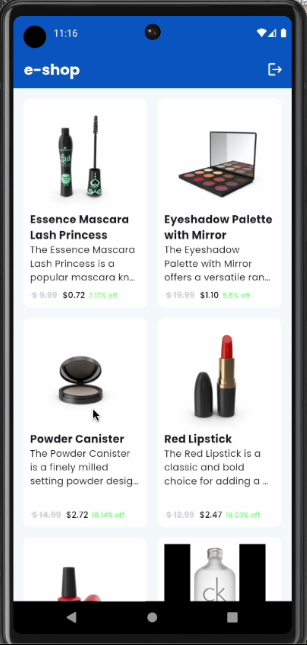 11:16
e-shop
Essence Mascara
Lash Princess
The Essence Mascara
Lash Princess is a
popular mascara kn...
$ 9.99 $0.72 7.17% off
Eyeshadow Palette
with Mirror
The Eyeshadow
Palette with Mirror
offers a versatile ran...
$ 19.99 $1.10 5.5% off
Powder Canister
The Powder Canister
is a finely milled
setting powder desig...
$ 14.99 $2.72 18.14% off
Red Lipstick
The Red Lipstick is a
classic and bold
choice for adding a ...
$ 12.99 $2.47 19.03% off
ck